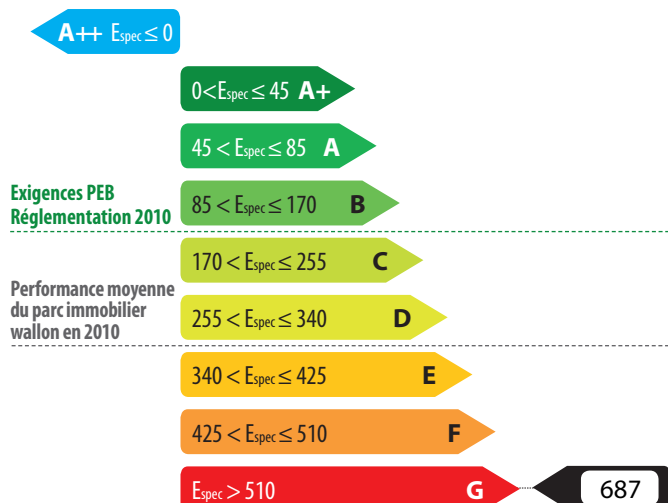 A++ Espec ≤ 0
0<Espec ≤ 45 A+
45 < Espec ≤ 85 A
Exigences PEB
Réglementation 2010
85 < Espec ≤ 170 B
170 < Espec ≤ 255 C
Performance moyenne
du parc immobilier
wallon en 2010
255 < Espec ≤ 340 D
340 < Espec ≤ 425 E
425 < Espec ≤ 510 F
Espec > 510 G 687